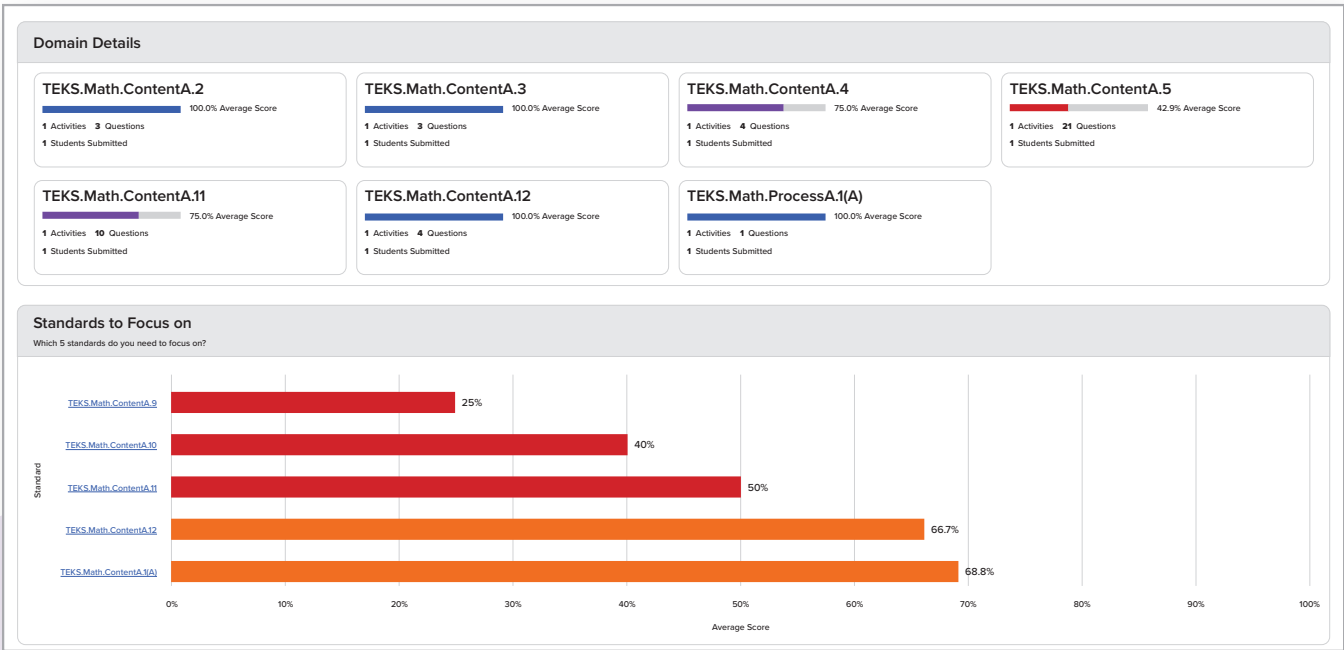 Domain Details
TEKS.Math.ContentA.2
100.0% Average Score
1 Activities 3 Questions
1 Students Submitted
TEKS.Math.ContentA.3
100.0% Average Score
1 Activities 3 Questions
1 Students Submitted
TEKS.Math.ContentA.4
75.0% Average Score
1 Activities 4 Questions
1 Students Submitted
TEKS.Math.ContentA.5
42.9% Average Score
1 Activities 21 Questions
1 Students Submitted
TEKS.Math.ContentA.11
75.0% Average Score
1 Activities 10 Questions
1 Students Submitted
TEKS.Math.ContentA.12
100.0% Average Score
1 Activities 4 Questions
1 Students Submitted
TEKS.Math.ProcessA.1(A)
100.0% Average Score
1 Activities 1 Questions
1 Students Submitted
Standards to Focus on
Which 5 standards do you need to focus on?
Standard
TEKS.Math.ContentA.9
25%
TEKS.Math.ContentA.10
40%
TEKS.Math.ContentA.11
50%
TEKS.Math.ContentA.12
66.7%
TEKS.Math.ContentA.1(A)
68.8%
0% 10% 20% 30% 40% 50% 60% 70% 80% 90% 100%
Average Score